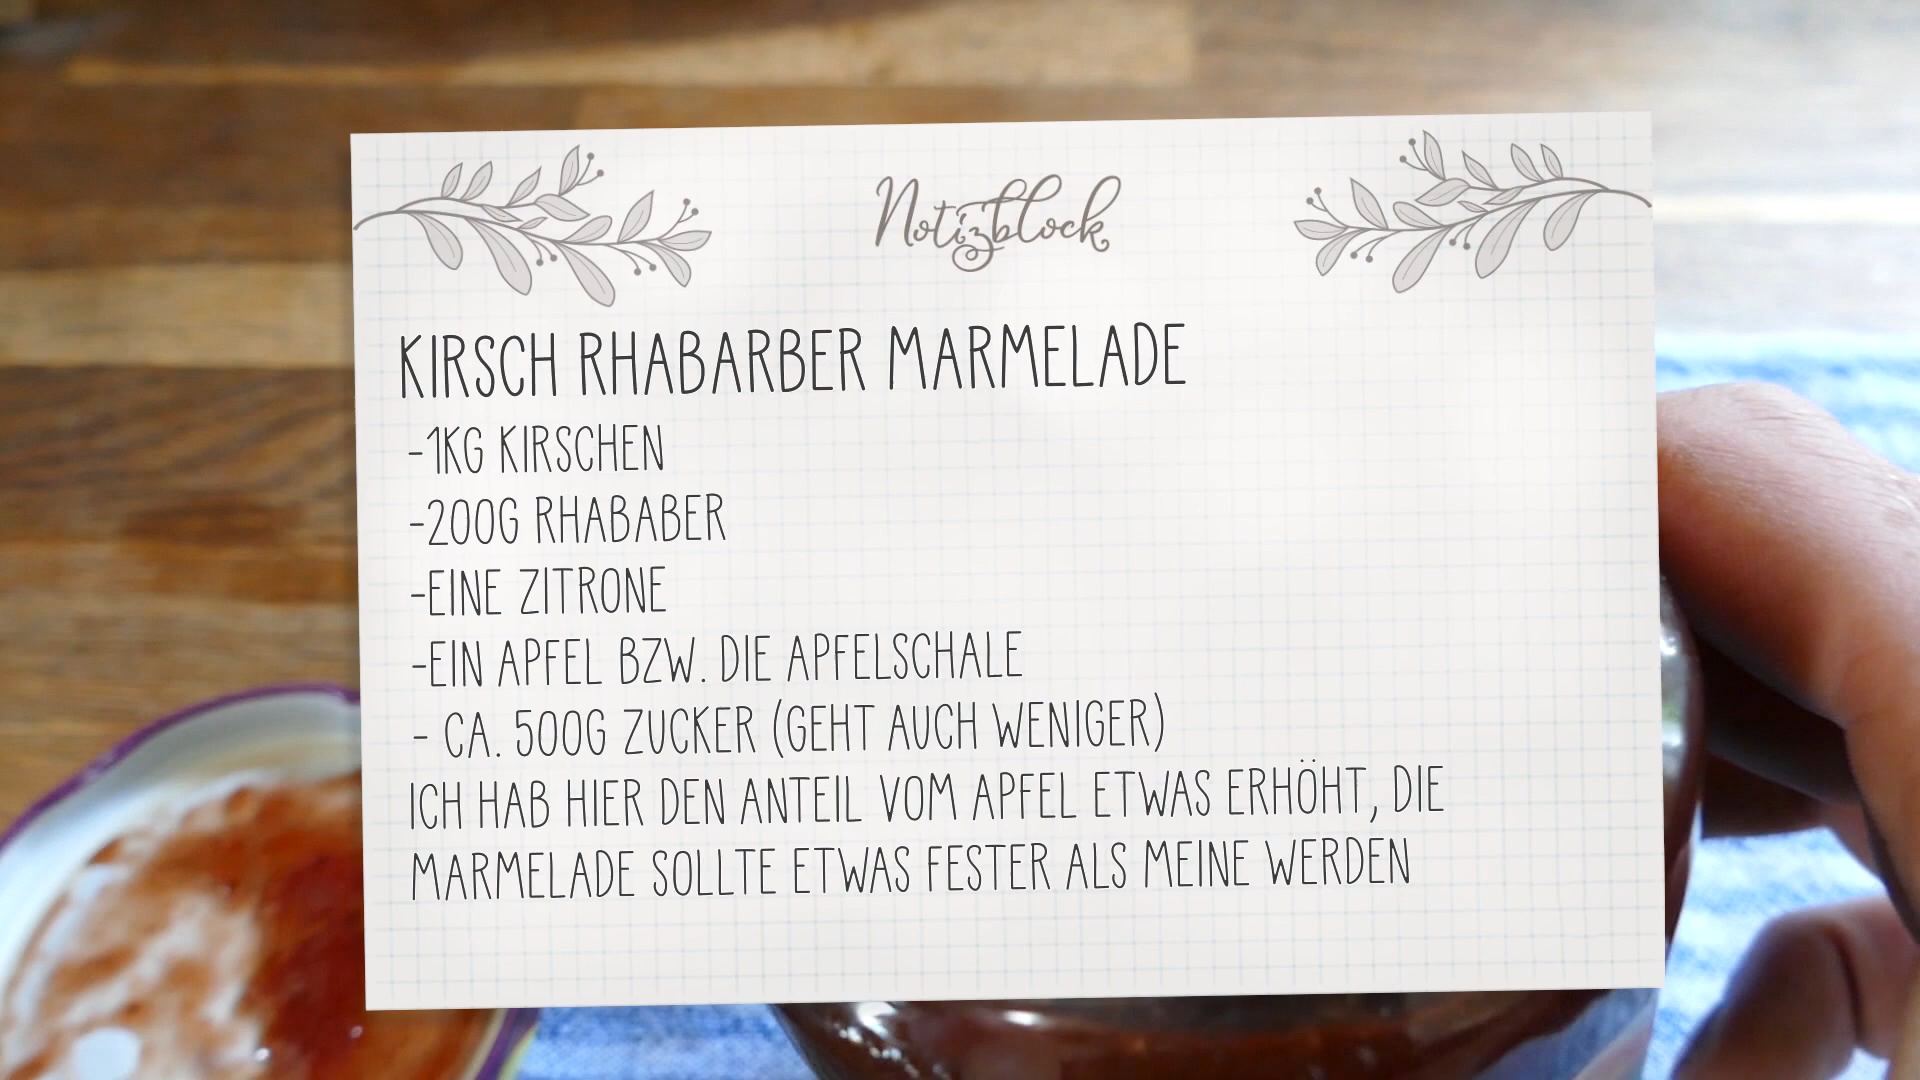 Notizblock
KIRSCH RHABARBER MARMELADE
-1KG KIRSCHEN
-200G RHABABER
-EINE ZITRONE
-EIN APFEL BZW. DIE APFELSCHALE
- CA. 500G ZUCKER (GEHT AUCH WENIGER)
ICH HAB HIER DEN ANTEIL VOM APFEL ETWAS ERHÖHT, DIE
MARMELADE SOLLTE ETWAS FESTER ALS MEINE WERDEN